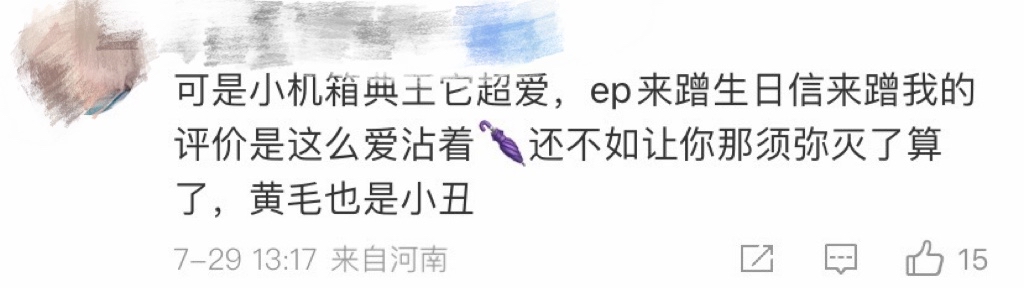 可是小机箱典王它超爱，ep来蹭生日信来蹭我的
评价是这么爱沾着🌂还不如让你那须弥灭了算
了，黄毛也是小丑
7-29 13:17 来自河南
15